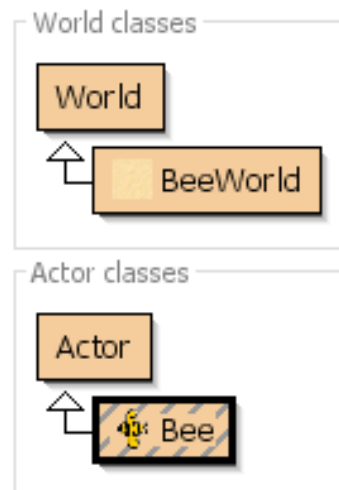 World classes
World
BeeWorld
Actor classes
Actor
Bee